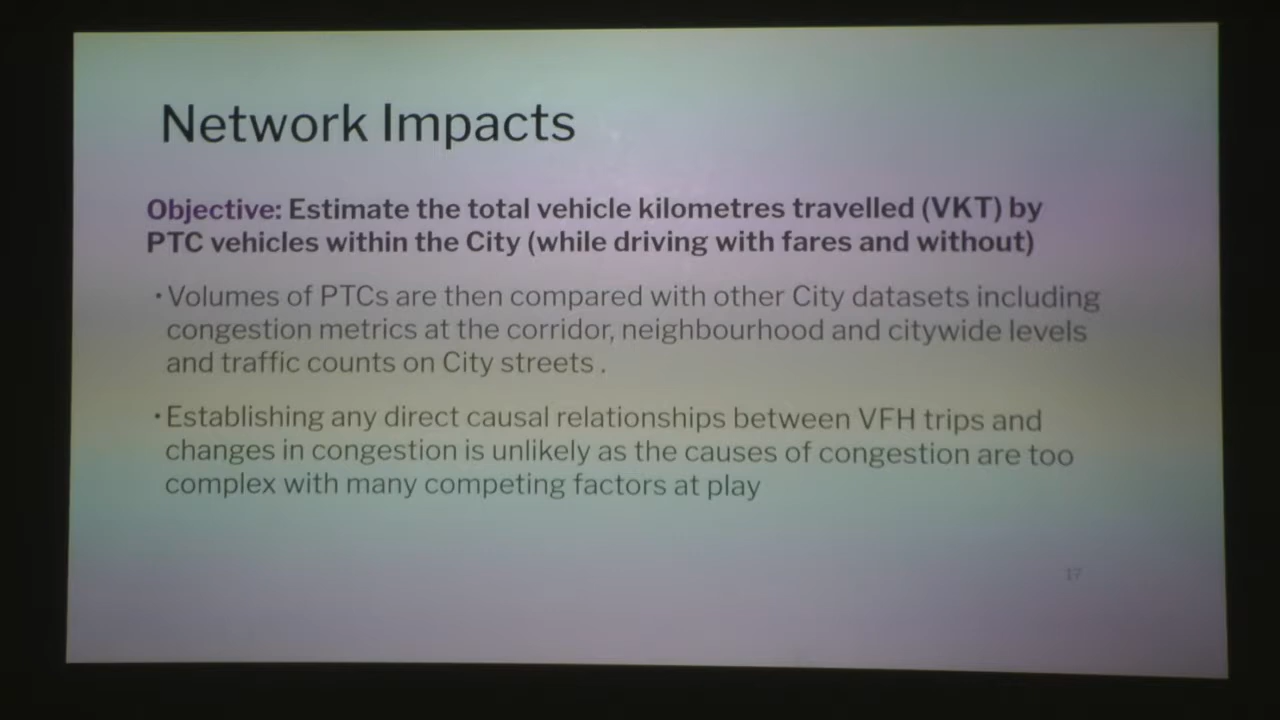 Network Impacts
Objective: Estimate the total vehicle kilometres travelled (VKT) by
PTC vehicles within the City (while driving with fares and without)
· Volumes of PTCs are then compared with other City datasets including
congestion metrics at the corridor, neighbourhood and citywide levels
and traffic counts on City streets .
· Establishing any direct causal relationships between VFH trips and
changes in congestion is unlikely as the causes of congestion are too
complex with many competing factors at play
17